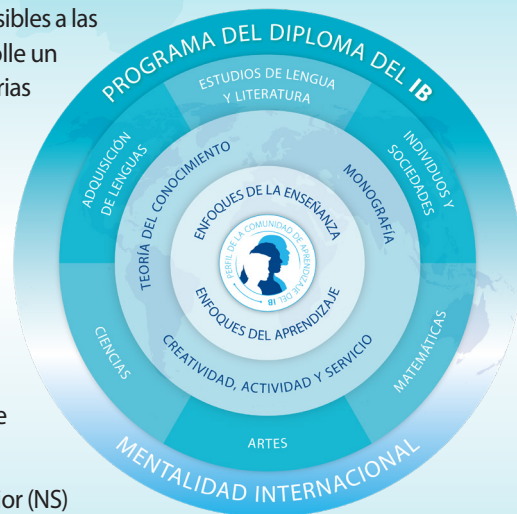 sibles a las
olle un
rias
e
ior (NS)
PROGRAMA DEL DIPLOMA DEL IB
ESTUDIOS DE LENGUA
Y LITERATURA
ADQUISICIÓN
DE LENGUAS
INDIVIDUOS Y
SOCIEDADES
TEORÍA DEL CONOCIMIENTO
MONOGRAFÍA
ENFOQUES DE LA ENSEÑANZA
PERFIL DE LA COMUNIDAD DE APRENDIZAJE DEL IB
ENFOQUES DEL APRENDIZAJE
CREATIVIDAD, ACTIVIDAD Y SERVICIO
CIENCIAS
MATEMÁTICAS
ARTES
MENTALIDAD INTERNACIONAL